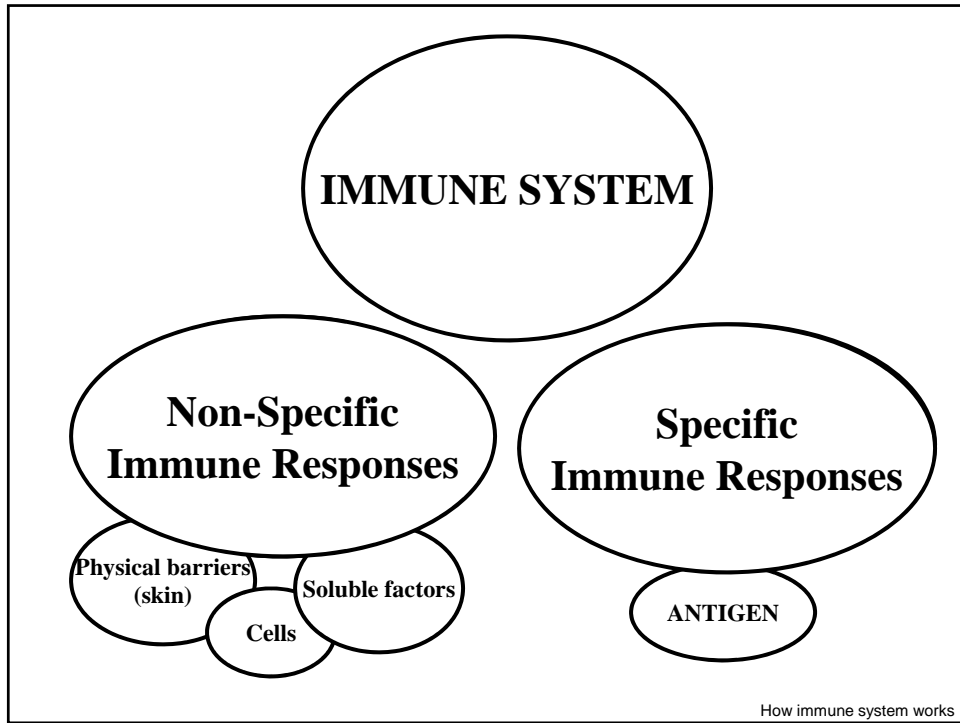 IMMUNE SYSTEM
Non-Specific
Immune Responses
Specific
Immune Responses
Physical barriers
(skin)
Cells
Soluble factors
ANTIGEN
How immune system works